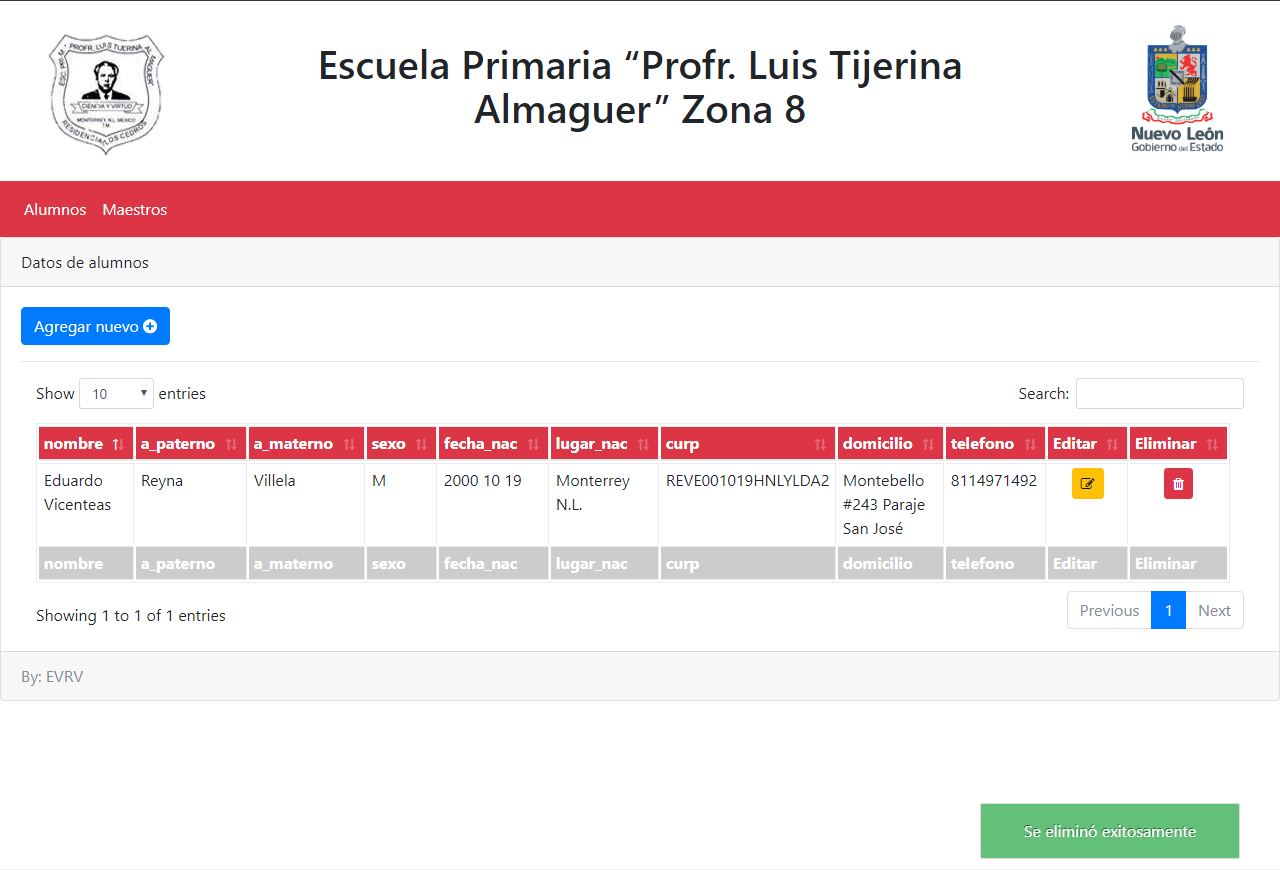 PROFR. LUIS TIJERINA ALMAGUER
CIENCIA Y VIRTUD
MONTERREY, N.L. MEXICO
T.M.
RESIDENCIA LOS CEDROS
Escuela Primaria “Profr. Luis Tijerina
Almaguer” Zona 8
Nuevo León
Gobierno del Estado
Alumnos Maestros
Datos de alumnos
Agregar nuevo
Show 10 entries
Search:
nombre a_paterno a_materno sexo fecha_nac lugar_nac curp domicilio telefono Editar Eliminar
Eduardo Reyna Villela M 2000 10 19 Monterrey REVE001019HNLYLDA2 Montebello 8114971492
Vicenteas N.L. #243 Paraje
San José
nombre a_paterno a_materno sexo fecha_nac lugar_nac curp domicilio telefono Editar Eliminar
Showing 1 to 1 of 1 entries
Previous 1 Next
By: EVRV
Se eliminó exitosamente